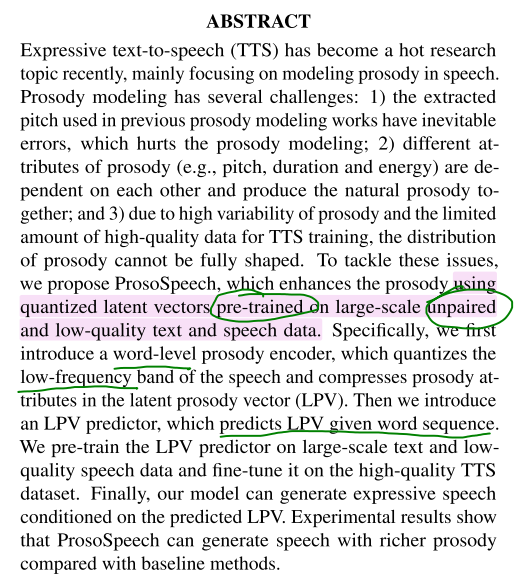 ABSTRACT
Expressive text-to-speech (TTS) has become a hot research
topic recently, mainly focusing on modeling prosody in speech.
Prosody modeling has several challenges: 1) the extracted
pitch used in previous prosody modeling works have inevitable
errors, which hurts the prosody modeling; 2) different at-
tributes of prosody (e.g., pitch, duration and energy) are de-
pendent on each other and produce the natural prosody to-
gether; and 3) due to high variability of prosody and the limited
amount of high-quality data for TTS training, the distribution
of prosody cannot be fully shaped. To tackle these issues,
we propose ProsoSpeech, which enhances the prosody using
quantized latent vectors pre-trained on large-scale unpaired
and low-quality text and speech data. Specifically, we first
introduce a word-level prosody encoder, which quantizes the
low-frequency band of the speech and compresses prosody at-
tributes in the latent prosody vector (LPV). Then we introduce
an LPV predictor, which predicts LPV given word sequence.
We pre-train the LPV predictor on large-scale text and low-
quality speech data and fine-tune it on the high-quality TTS
dataset. Finally, our model can generate expressive speech
conditioned on the predicted LPV. Experimental results show
that ProsoSpeech can generate speech with richer prosody
compared with baseline methods.